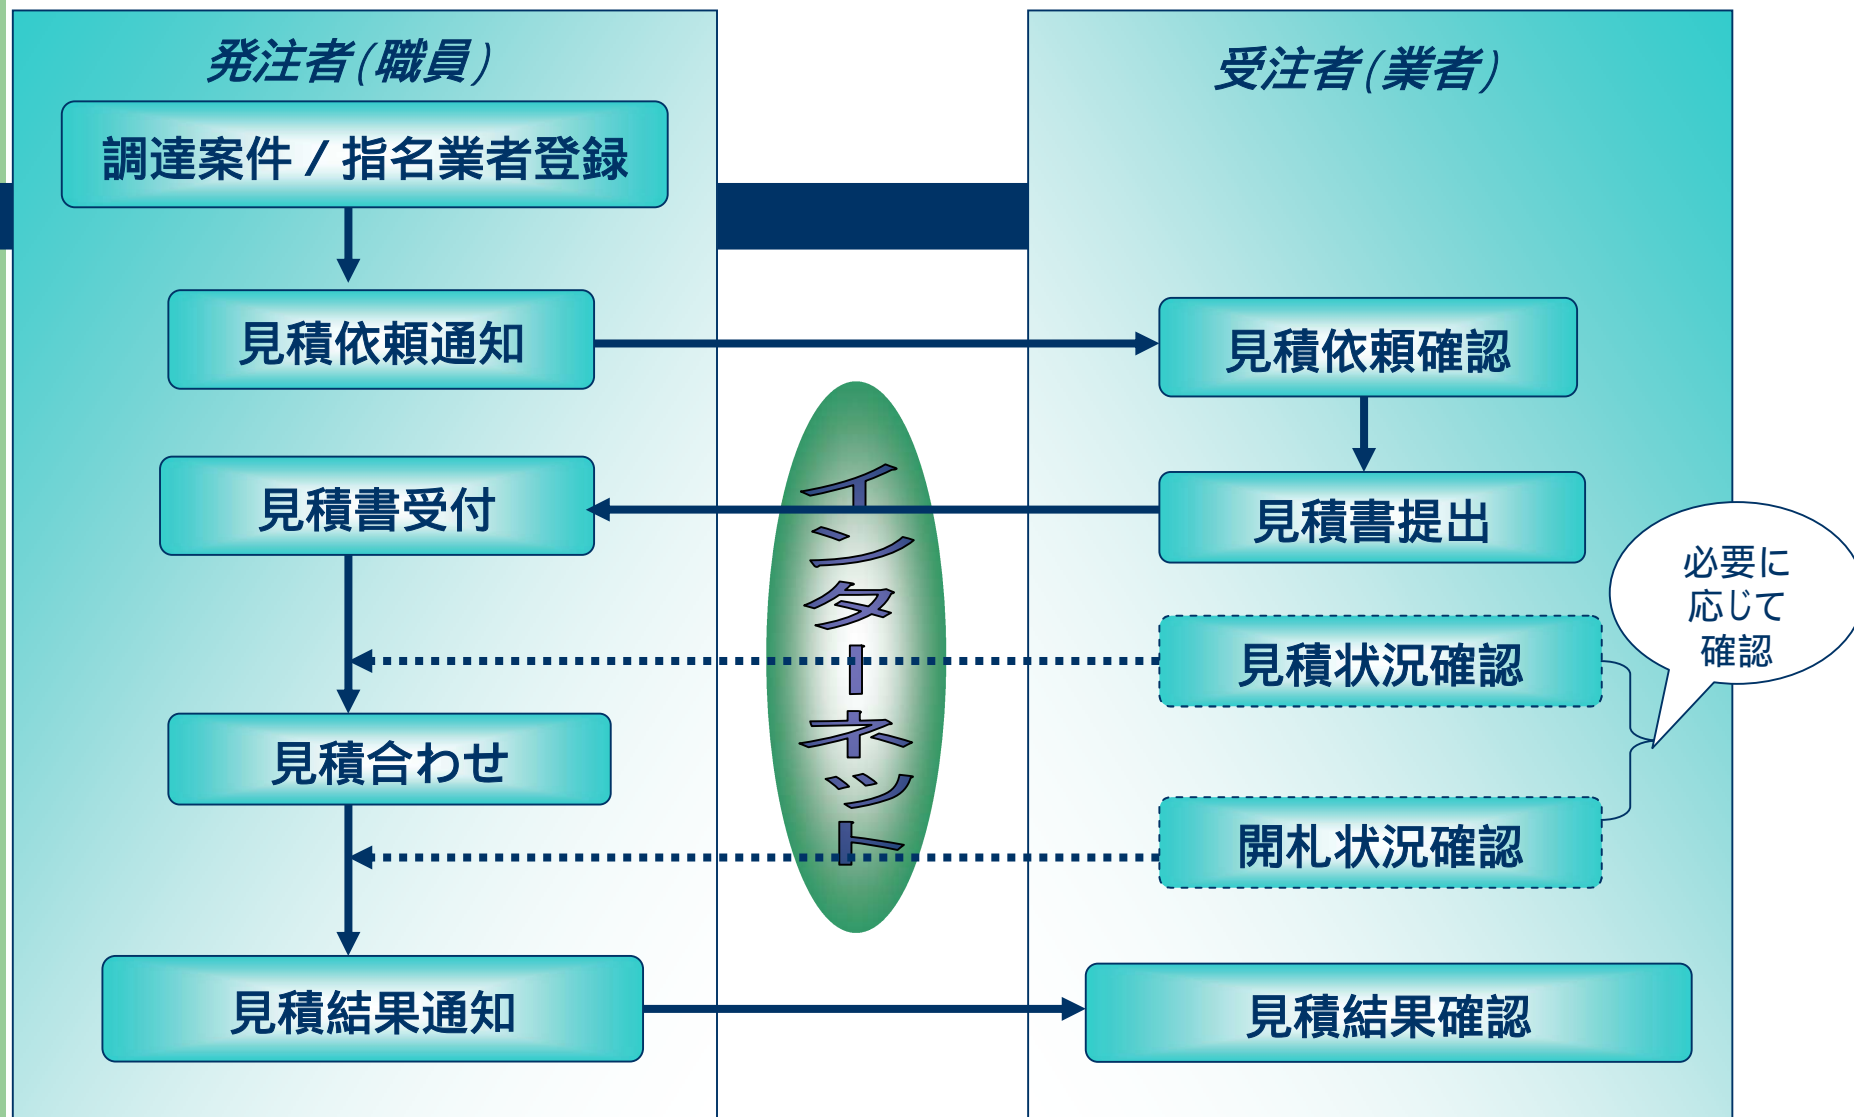 発注者(職員)
調達案件/指名業者登録
見積依頼通知
見積書受付
見積合わせ
見積結果通知
インターネット
受注者(業者)
見積依頼確認
見積書提出
見積状況確認
開札状況確認
見積結果確認
必要に
応じて
確認